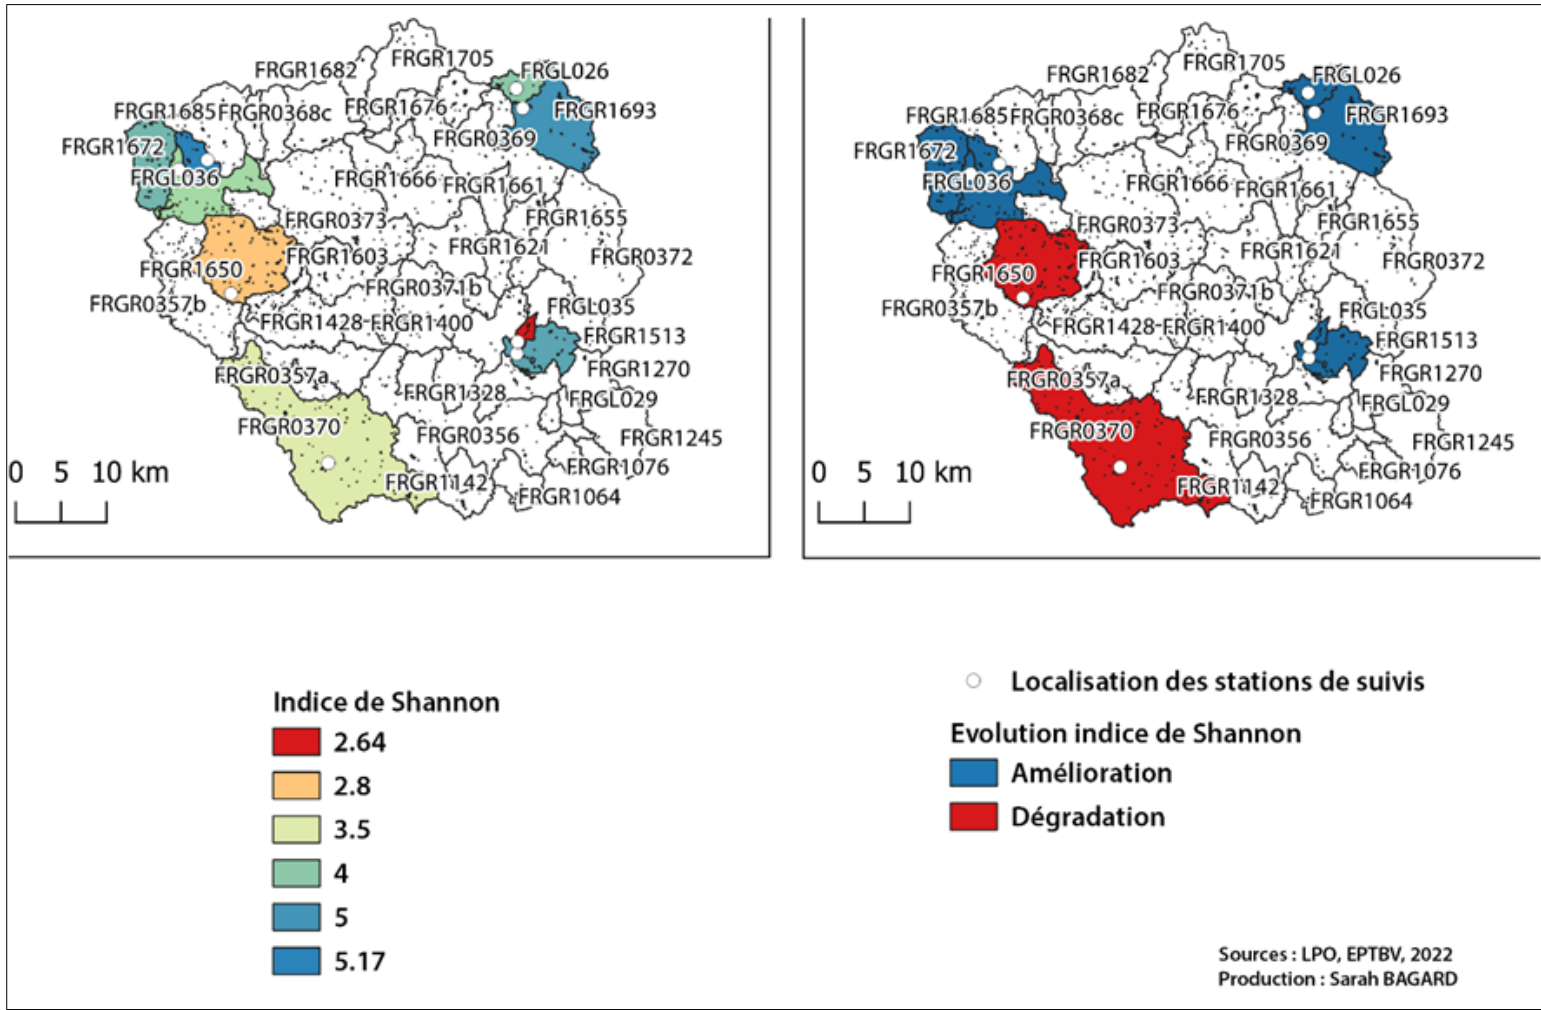 FRGR1705
FRGR1682
FRGL026
FRGR1685
FRGR0368c
FRGR1676
FRGR1693
FRGR0369
FRGR1672
FRGL036
FRGR1666
FRGR1661
FRGR0373
FRGR1655
FRGR1621
FRGR1603
FRGR0372
FRGR1650
FRGR0371b
FRGR0357b
FRGL035
FRGR1428
FRGR1400
FRGR1513
FRGR1270
FRGR0357a
FRGR1328
FRGL029
FRGR0370
FRGR0356
FRGR1245
FRGR1076
FRGR1142
FRGR1064
0 5 10 km
FRGR1705
FRGR1682
FRGL026
FRGR1685
FRGR0368c
FRGR1676
FRGR1693
FRGR0369
FRGR1672
FRGL036
FRGR1666
FRGR1661
FRGR0373
FRGR1655
FRGR1621
FRGR1603
FRGR0372
FRGR1650
FRGR0371b
FRGR0357b
FRGL035
FRGR1428
FRGR1400
FRGR1513
FRGR1270
FRGR0357a
FRGR1328
FRGL029
FRGR0370
FRGR0356
FRGR1245
FRGR1076
FRGR1142
FRGR1064
0 5 10 km
Indice de Shannon
2.64
2.8
3.5
4
5
5.17
Localisation des stations de suivis
Evolution indice de Shannon
Amélioration
Dégradation
Sources : LPO, EPTBV, 2022
Production : Sarah BAGARD